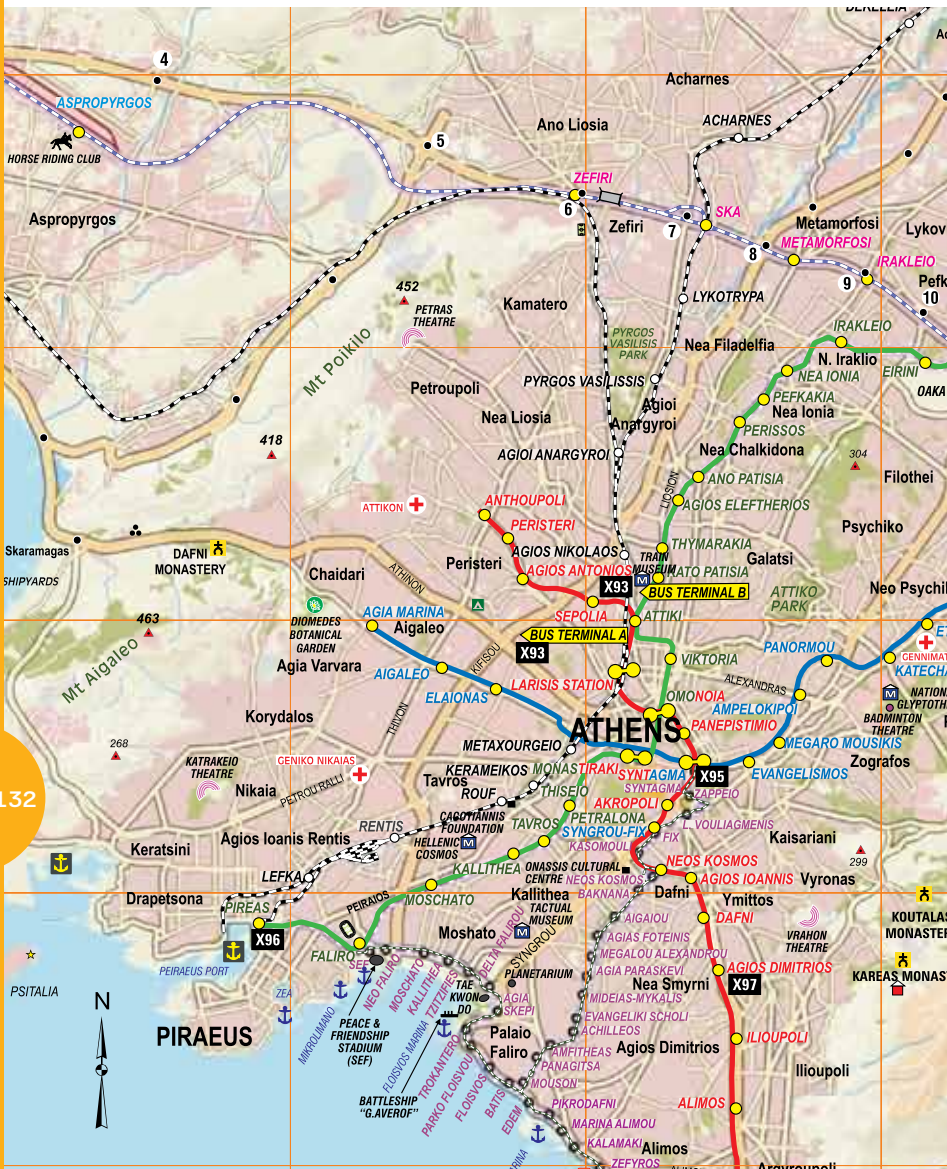 DEKELEIA
4
Acharnes
ASPROPYRGOS
ACHARNES
Ano Liosia
5
HORSE RIDING CLUB
ZEFIRI
6
SKA
Aspropyrgos
Zefiri
7
Metamorfosi
Lykov
METAMORFOSI
8
IRAKLEIO
9
Pefk
10
452
LYKOTRYPA
PETRAS
THEATRE
Kamatero
Mt Poikilo
PYRGOS
VASILISIS
PARK
Nea Filadelfia
IRAKLEIO
N. Iraklio
EIRINI
NEA IONIA
OAKA
PYRGOS VASILISSIS
Petroupoli
PEFKAKIA
Nea Ionia
Agioi
Anargyroi
Nea Liosia
PERISSOS
418
AGIOI ANARGYROI
Nea Chalkidona
304
Filothei
ANO PATISIA
LIOSION
ATTIKON
ANTHOUPOLI
AGIOS ELEFTHERIOS
PERISTERI
Psychiko
Skaramagas
DAFNI
MONASTERY
AGIOS NIKOLAOS
THYMARAKIA
TRAIN
MUSEUM
Galatsi
Peristeri
AGIOS ANTONIOS
KATO PATISIA
SHIPYARDS
Chaidari
ATHINON
X93
BUS TERMINAL B
ATTIKO
PARK
Neo Psychil
DIOMEDES
BOTANICAL
GARDEN
AGIA MARINA
Aigaleo
SEPOLIA
ATTIKI
463
BUS TERMINAL A
X93
Mt Aigaleo
Agia Varvara
AIGALEO
KIFISOU
VIKTORIA
PANORMOU
GENNIMAT
KATECHA
ELAIONAS
LARISIS STATION
ALEXANDRAS
OMONOIA
AMPELOKIPOI
NATION
GLYPTOTH
BADMINTON
THEATRE
Korydalos
THIVON
ATHENS
PANEPISTIMIO
268
METAXOURGEIO
MEGARO MOUSIKIS
KATRAKEIO
THEATRE
GENIKO NIKAIAS
Zografos
KERAMEIKOS
MONASTIRAKI
SYNTAGMA
X95
EVANGELISMOS
132
Nikaia
PETROU RALLI
Tavros
ROUF
THISEIO
SYNTAGMA
ZAPPEIO
AKROPOLI
CACOYANNIS
FOUNDATION
PETRALONA
L. VOULIAGMENIS
RENTIS
TAVROS
SYNGROU-FIX
FIX
Kaisariani
Keratsini
Agios Ioanis Rentis
HELLENIC
COSMOS
KASOMOULI
299
KALLITHEA
ONASSIS CULTURAL
CENTRE
NEOS KOSMOS
LEFKA
NEOS KOSMOS
AGIOS IOANNIS
Vyronas
Drapetsona
MOSCHATO
Kallithea
BAKNANA
Dafni
Ymittos
PIREAS
PEIRAIOS
TACTUAL
MUSEUM
AIGAIOU
DAFNI
KOUTALAS
MONASTER
X96
Moshato
DELTA FALIROU
SYNGROU
AGIAS FOTEINIS
VRAHON
THEATRE
FALIRO
SEF
MEGALOU ALEXANDROU
PEIRAEUS PORT
NEO FALIRO
MOSCHATO
KALLITHEA
TZITZIFIES
PLANETARIUM
AGIA PARASKEVI
AGIOS DIMITRIOS
KAREAS MONAST
PSITALIA
Nea Smyrni
X97
ZEA
TAE
KWON
DO
AGIA
SKEPI
MIDEIAS-MYKALIS
N
EVANGELIKI SCHOLI
MIKROLIMANO
PEACE &
FRIENDSHIP
STADIUM
(SEF)
FLOISVOS MARINA
ACHILLEOS
PIRAEUS
Palaio
Faliro
AMFITHEAS
Agios Dimitrios
ILIOUPOLI
PANAGITSA
Ilioupoli
BATTLESHIP
"G.AVEROF"
TROKANTERO
PARKO FLOISVOU
FLOISVOS
BATIS
EDEM
MOUSON
PIKRODAFNI
ALIMOS
MARINA ALIMOU
KALAMAKI
Alimos
ZEFYROS
Argyroupoli